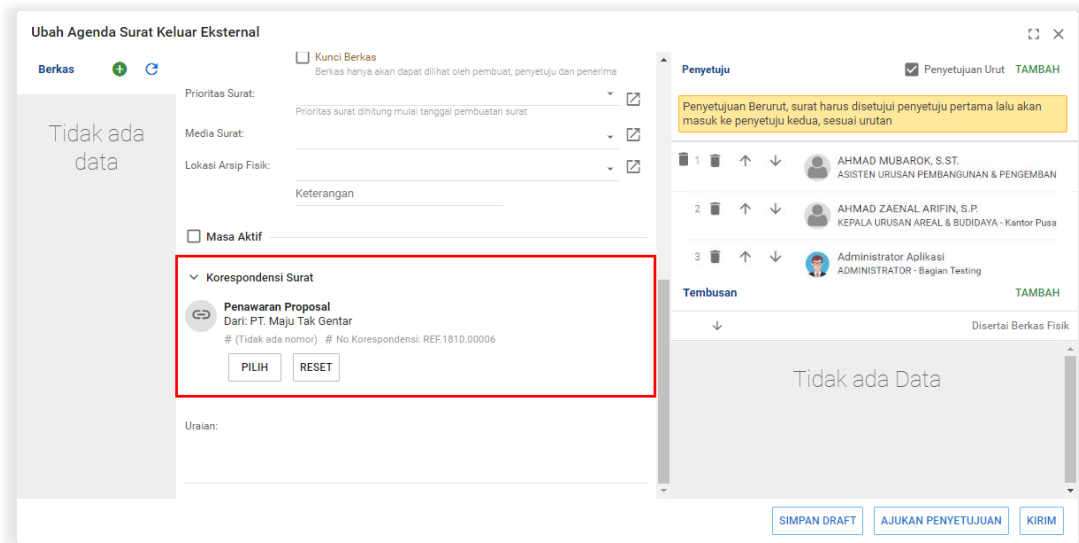 Ubah Agenda Surat Keluar Eksternal
Berkas
Tidak ada
data
Kunci Berkas
Berkas hanya akan dapat dilihat oleh pembuat, penyetuju dan penerima
Prioritas Surat:
Prioritas surat dihitung mulai tanggal pembuatan surat
Media Surat:
Lokasi Arsip Fisik:
Keterangan
Masa Aktif
Korespondensi Surat
Penawaran Proposal
Dari: PT. Maju Tak Gentar
# (Tidak ada nomor) # No.Korespondensi: REF.1810.00006
PILIH RESET
Uraian:
Penyetuju Penyetujuan Urut TAMBAH
Penyetujuan Berurut, surat harus disetujui penyetuju pertama lalu akan
masuk ke penyetuju kedua, sesuai urutan
1 AHMAD MUBAROK, S.ST.
ASISTEN URUSAN PEMBANGUNAN & PENGEMBAN
2 AHMAD ZAENAL ARIFIN, S.P.
KEPALA URUSAN AREAL & BUDIDAYA - Kantor Pusa
3 Administrator Aplikasi
ADMINISTRATOR - Bagian Testing
Tembusan TAMBAH
Disertai Berkas Fisik
Tidak ada Data
SIMPAN DRAFT AJUKAN PENYETUJUAN KIRIM